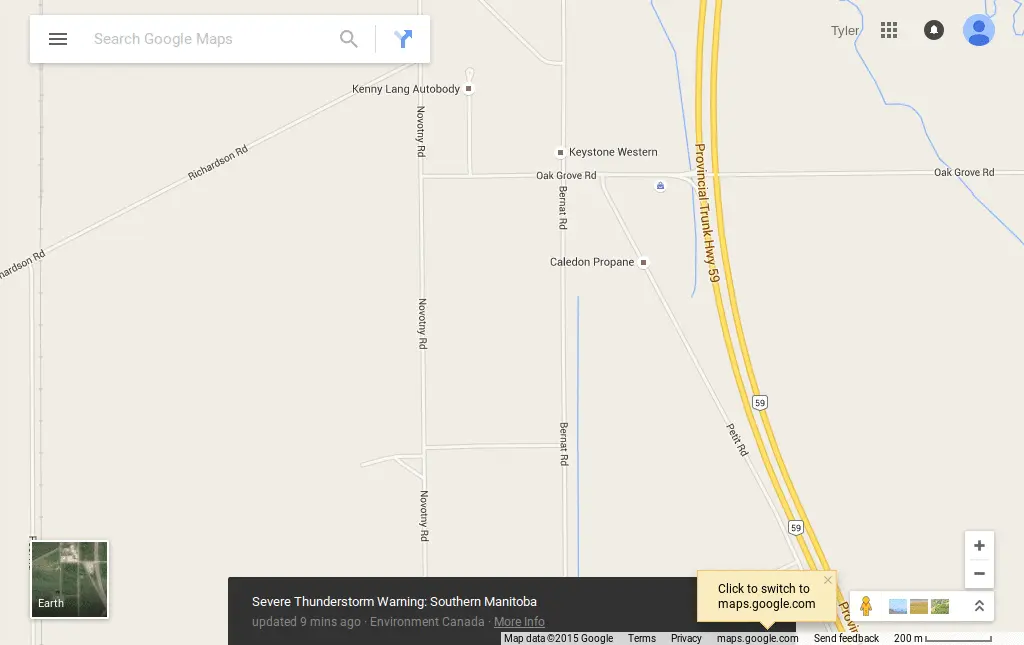 Search Google Maps
Tyler
Kenny Lang Autobody
Novotny Rd
Richardson Rd
Keystone Western
Oak Grove Rd
Oak Grove Rd
Provincial Trunk Hwy 59
Bernat Rd
hardson Rd
Caledon Propane
Novotny Rd
59
Bernat Rd
Petit Rd
Novotny Rd
59
Earth
Click to switch to
maps.google.com
Severe Thunderstorm Warning: Southern Manitoba
updated 9 mins ago · Environment Canada · More Info
Provin
Map data ©2015 Google Terms Privacy maps.google.com Send feedback 200 m